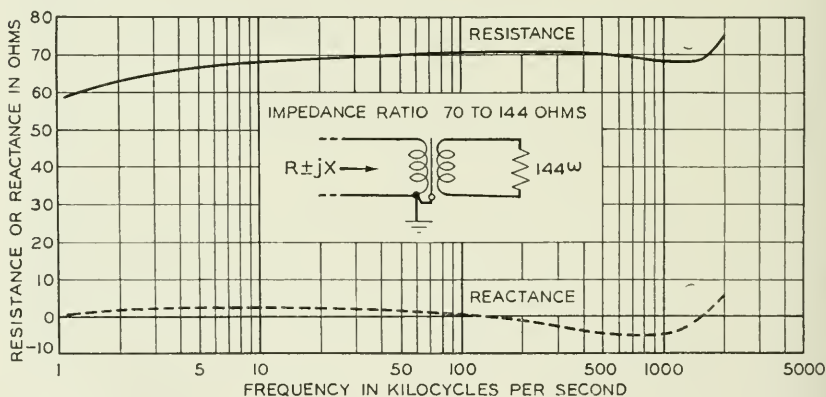 RESISTANCE OR REACTANCE IN OHMS
80
70
60
50
40
30
20
10
0
-10
RESISTANCE
IMPEDANCE RATIO 70 TO 144 OHMS
R±jX
144ω
REACTANCE
1
5
10
50
100
500
1000
5000
FREQUENCY IN KILOCYCLES PER SECOND